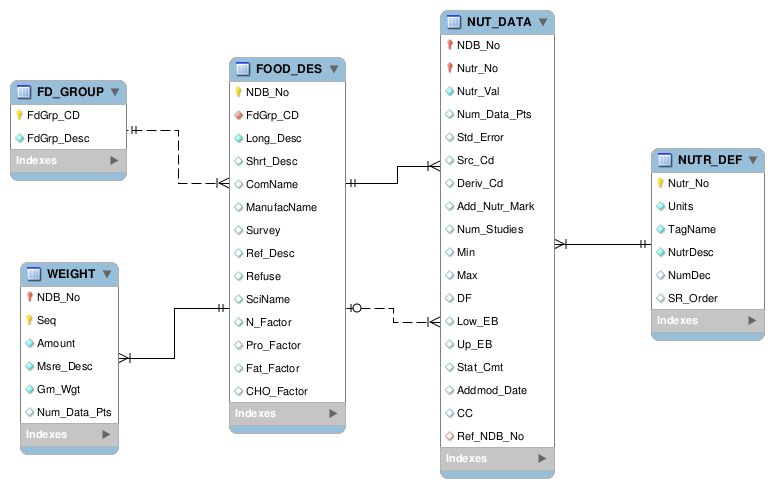 FD_GROUP
FdGrp_CD
FdGrp_Desc
Indexes
WEIGHT
NDB_No
Seq
Amount
Msre_Desc
Gm_Wgt
Num_Data_Pts
Indexes
FOOD_DES
NDB_No
FdGrp_CD
Long_Desc
Shrt_Desc
ComName
ManufacName
Survey
Ref_Desc
Refuse
SciName
N_Factor
Pro_Factor
Fat_Factor
CHO_Factor
Indexes
NUT_DATA
NDB_No
Nutr_No
Nutr_Val
Num_Data_Pts
Std_Error
Src_Cd
Deriv_Cd
Add_Nutr_Mark
Num_Studies
Min
Max
DF
Low_EB
Up_EB
Stat_Cmt
Addmod_Date
CC
Ref_NDB_No
Indexes
NUTR_DEF
Nutr_No
Units
TagName
NutrDesc
NumDec
SR_Order
Indexes